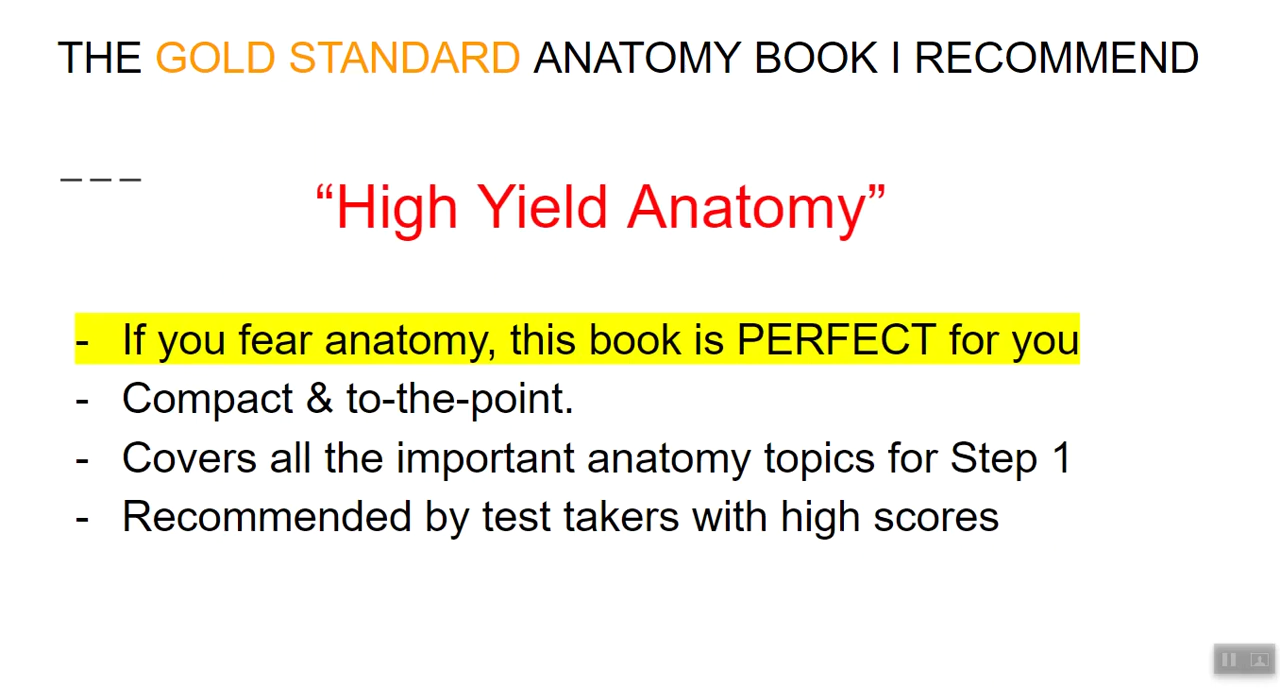 THE GOLD STANDARD ANATOMY BOOK I RECOMMEND
“High Yield Anatomy”
- If you fear anatomy, this book is PERFECT for you
- Compact & to-the-point.
- Covers all the important anatomy topics for Step 1
- Recommended by test takers with high scores